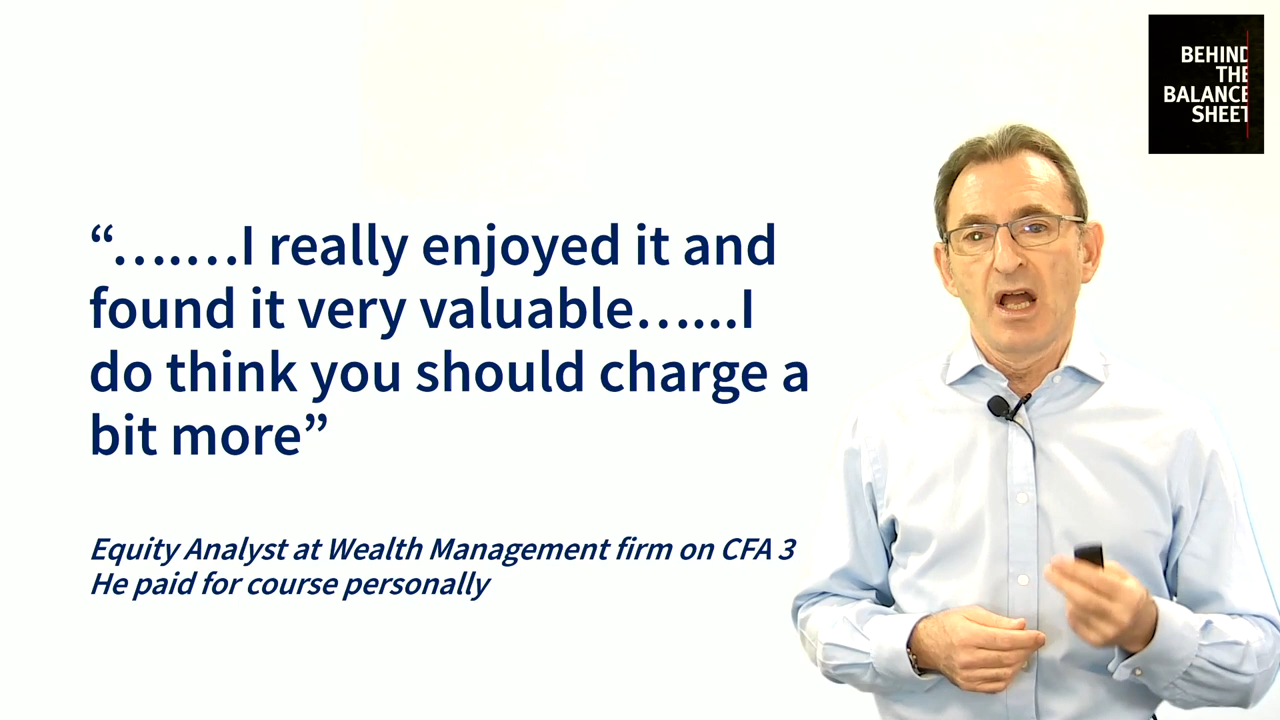 BEHIND
THE
BALANCE
SHEET
“…….…I really enjoyed it and
found it very valuable…...I
do think you should charge a
bit more”
Equity Analyst at Wealth Management firm on CFA 3
He paid for course personally